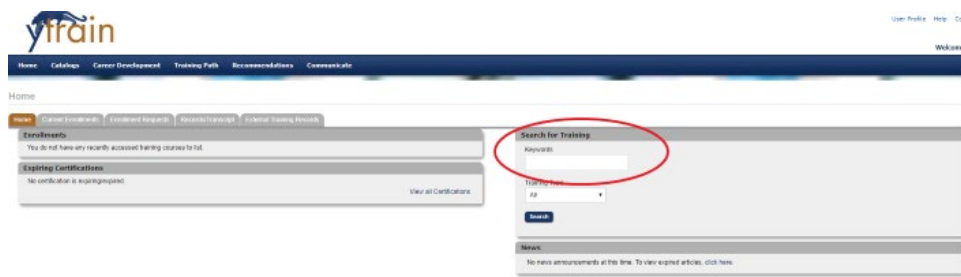 ytrain
User Profile Help
Welcome
Home Catalogs Career Development Training Path Recommendations Communicate
Home
Home Current Enrollments Enrollment Requests Records/Transcript External Training Records
Enrollments
You do not have any recently accessed training courses to list.
Expiring Certifications
No certification is expiring/expired.
View all Certifications
Search for Training
Keywords
Training Type
All
Search
News
No news announcements at this time. To view expired articles, click here.